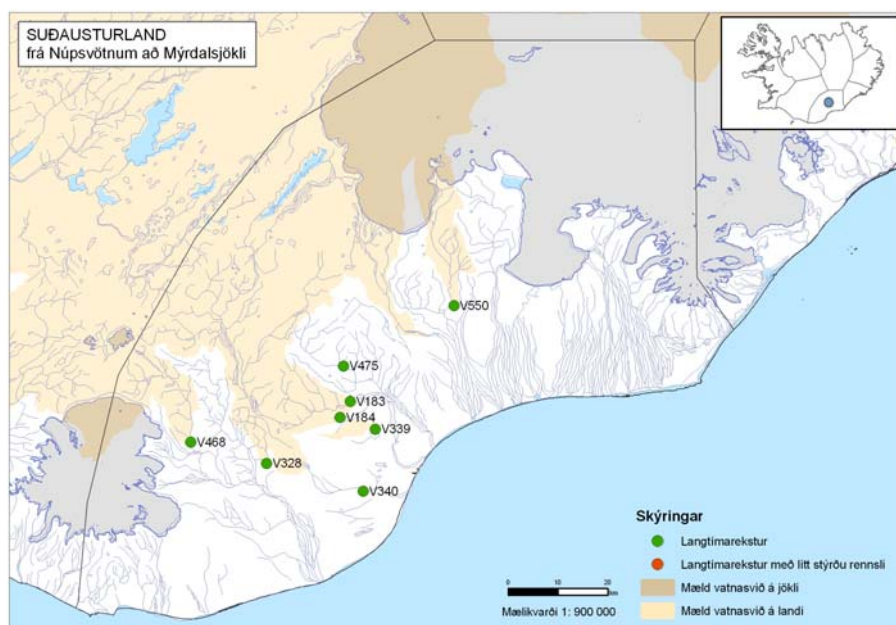 SUÐAUSTURLAND
frá Núpsvötnum að Mýrdalsjökli
V550
V475
V183
V184
V339
V468
V328
V340
Skýringar
Langtímarekstur
Langtímarekstur með lítt stýrðu rennsli
Mæld vatnasvið á jökli
Mæld vatnasvið á landi
0 10 20
km
Mælikvarði 1: 900 000